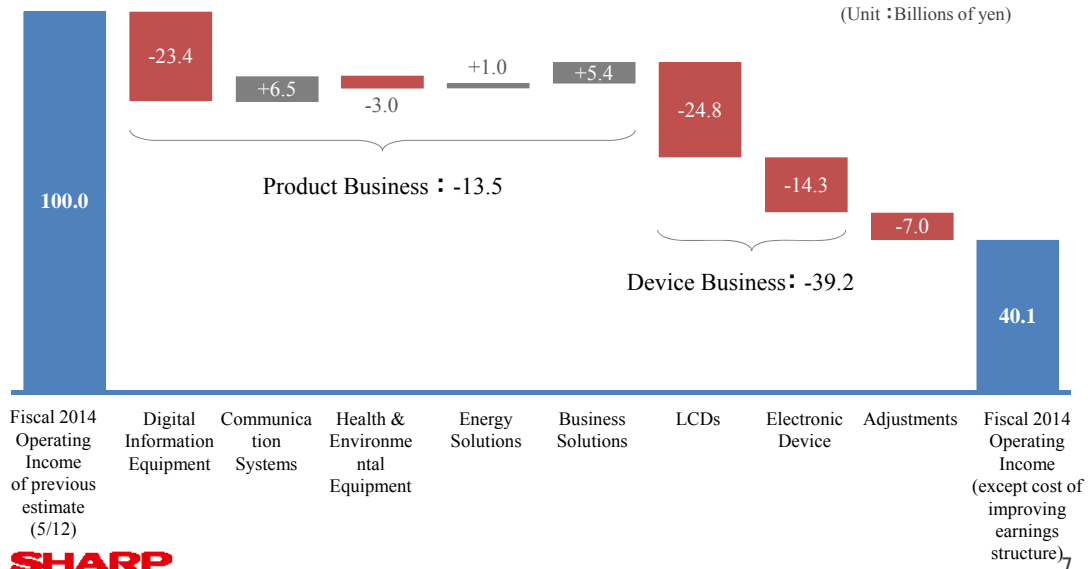 (Unit：Billions of yen)
-23.4
+6.5
-3.0
+1.0
+5.4
-24.8
-14.3
-7.0
Product Business：-13.5
Device Business：-39.2
100.0
40.1
Fiscal 2014
Operating
Income
of previous
estimate
(5/12)
Digital
Information
Equipment
Communica
tion
Systems
Health &
Environme
ntal
Equipment
Energy
Solutions
Business
Solutions
LCDs
Electronic
Device
Adjustments
Fiscal 2014
Operating
Income
(except cost of
improving
earnings
structure)
SHARP
7